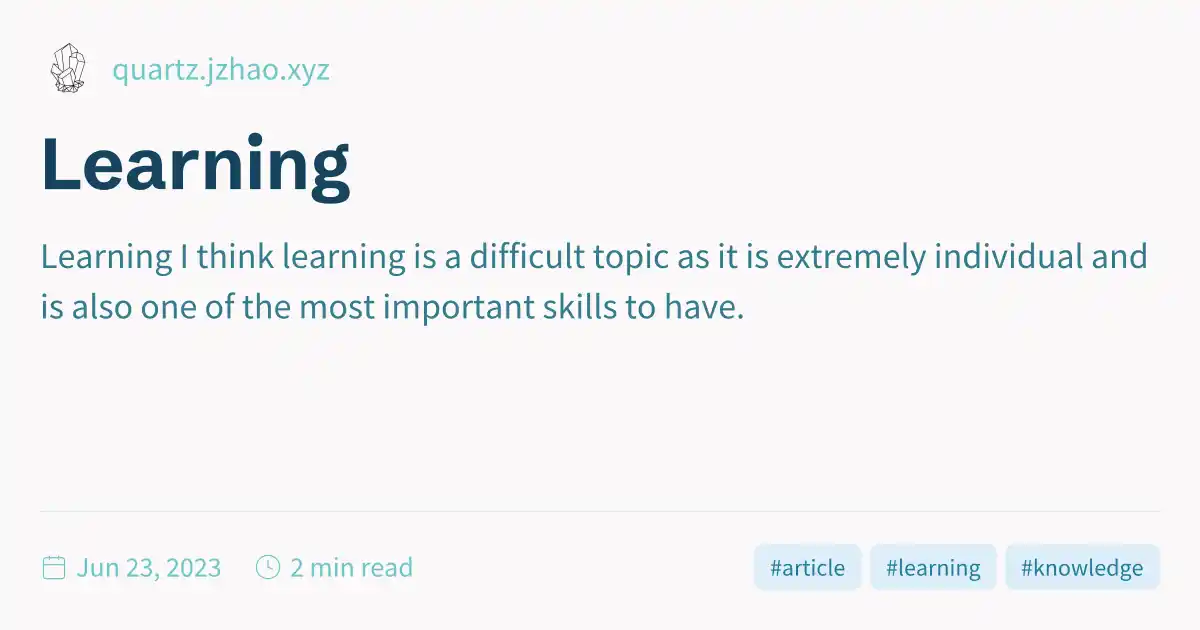 quartz.jzhao.xyz
Learning
Learning I think learning is a difficult topic as it is extremely individual and
is also one of the most important skills to have.
Jun 23, 2023 2 min read #article #learning #knowledge